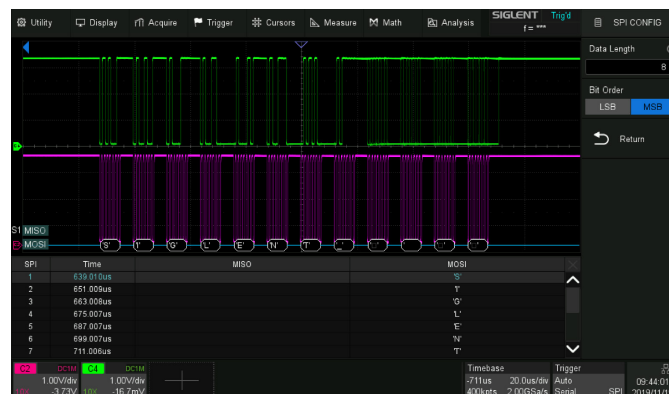 Utility Display Acquire Trigger Cursors Measure Math Analysis SIGLENT Trig'd SPI CONFIG
f = ***
Data Length
8
Bit Order
LSB MSB
Return
S1 MISO
MOSI 'S' 'I' 'G' 'L' 'E' 'N' 'T' '_'
SPI Time MISO MOSI
1 639.010us 'S'
2 651.009us 'I'
3 663.008us 'G'
4 675.007us 'L'
5 687.007us 'E'
6 699.007us 'N'
7 711.006us 'T'
C2 DC1M C4 DC1M Timebase Trigger
1.00V/div 1.00V/div -711us 20.0us/div Auto 09:44:01
10X -3.73V 10X -16.7mV 400kpts 2.00GSa/s Serial SPI